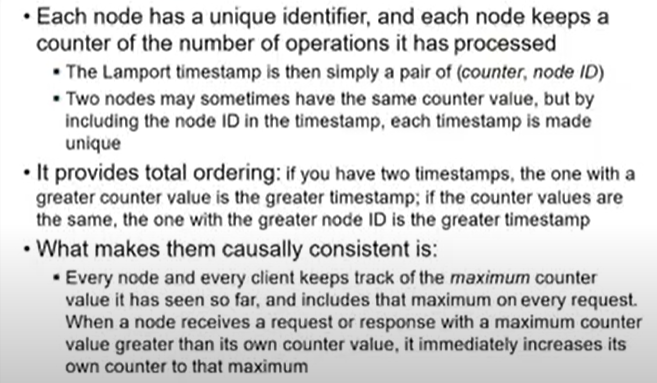 • Each node has a unique identifier, and each node keeps a
counter of the number of operations it has processed
▪ The Lamport timestamp is then simply a pair of (counter, node ID)
▪ Two nodes may sometimes have the same counter value, but by
including the node ID in the timestamp, each timestamp is made
unique
• It provides total ordering: if you have two timestamps, the one with a
greater counter value is the greater timestamp; if the counter values are
the same, the one with the greater node ID is the greater timestamp
• What makes them causally consistent is:
▪ Every node and every client keeps track of the maximum counter
value it has seen so far, and includes that maximum on every request.
When a node receives a request or response with a maximum counter
value greater than its own counter value, it immediately increases its
own counter to that maximum